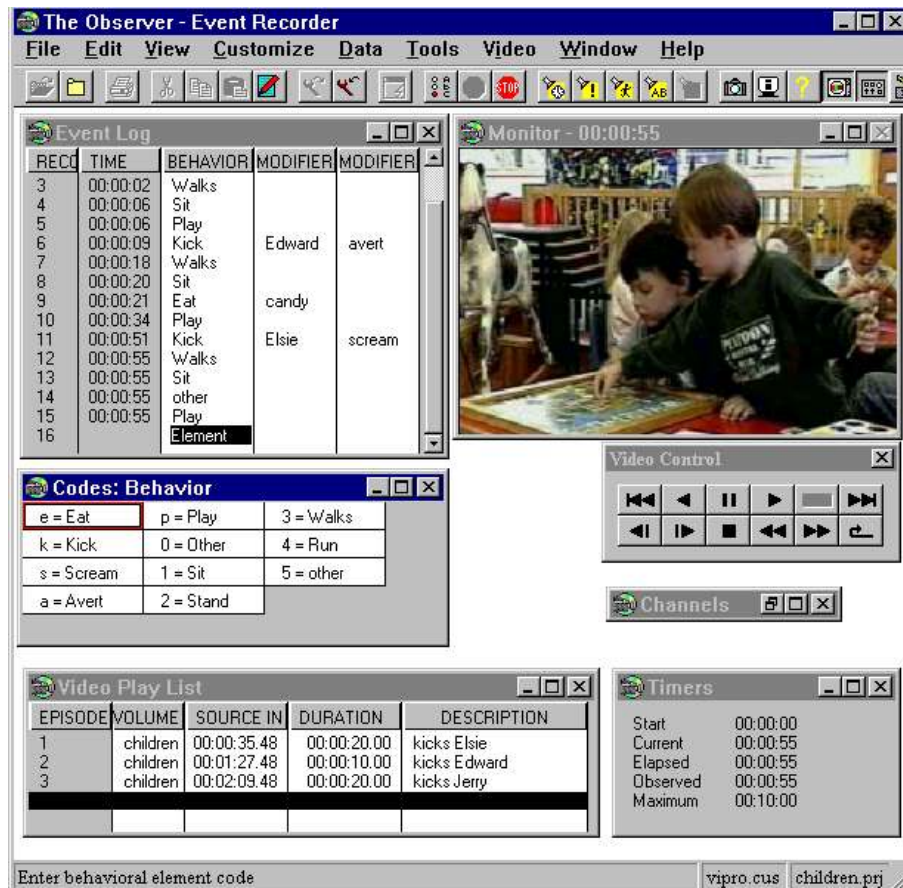 The Observer - Event Recorder
File Edit View Customize Data Tools Video Window Help
STOP
AB
Event Log
RECO TIME BEHAVIOR MODIFIER MODIFIER
3 00:00:02 Walks
4 00:00:06 Sit
5 00:00:06 Play
6 00:00:09 Kick Edward avert
7 00:00:18 Walks
8 00:00:20 Sit
9 00:00:21 Eat candy
10 00:00:34 Play
11 00:00:51 Kick Elsie scream
12 00:00:55 Walks
13 00:00:55 Sit
14 00:00:55 other
15 00:00:55 Play
16 Element
Monitor - 00:00:55
Video Control
Codes: Behavior
e = Eat p = Play 3 = Walks
k = Kick 0 = Other 4 = Run
s = Scream 1 = Sit 5 = other
a = Avert 2 = Stand
Channels
Video Play List
EPISODE VOLUME SOURCE IN DURATION DESCRIPTION
1 children 00:00:35.48 00:00:20.00 kicks Elsie
2 children 00:01:27.48 00:00:10.00 kicks Edward
3 children 00:02:09.48 00:00:20.00 kicks Jerry
Timers
Start 00:00:00
Current 00:00:55
Elapsed 00:00:55
Observed 00:00:55
Maximum 00:10:00
Enter behavioral element code
vipro.cus children.prj